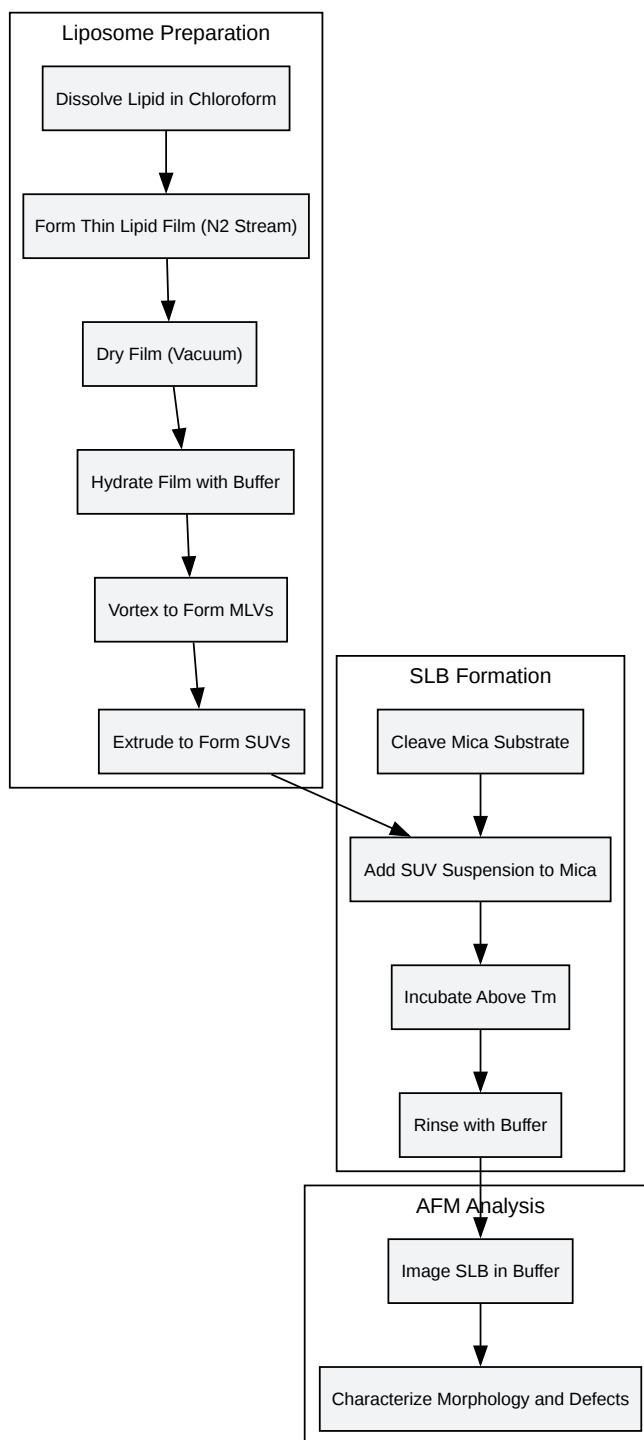 Liposome Preparation
Dissolve Lipid in Chloroform
Form Thin Lipid Film (N2 Stream)
Dry Film (Vacuum)
Hydrate Film with Buffer
Vortex to Form MLVs
Extrude to Form SUVs
SLB Formation
Cleave Mica Substrate
Add SUV Suspension to Mica
Incubate Above Tm
Rinse with Buffer
AFM Analysis
Image SLB in Buffer
Characterize Morphology and Defects